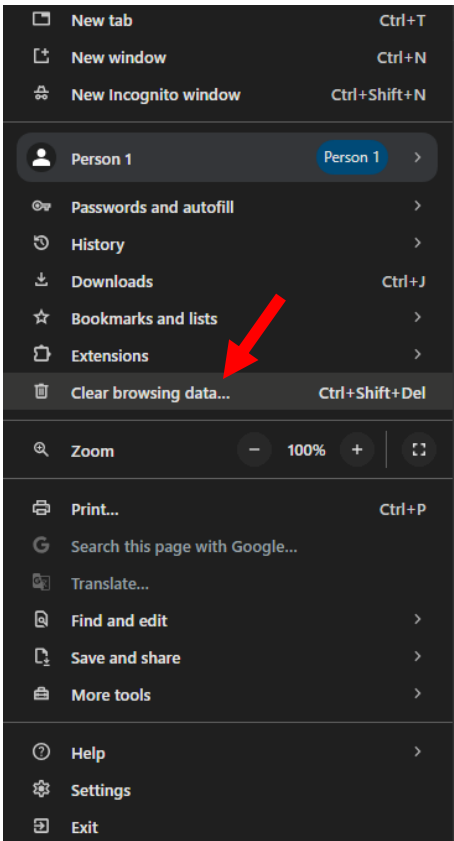 New tab Ctrl+T
New window Ctrl+N
New Incognito window Ctrl+Shift+N
Person 1 Person 1
Passwords and autofill
History
Downloads Ctrl+J
Bookmarks and lists
Extensions
Clear browsing data... Ctrl+Shift+Del
Zoom − 100% +
Print... Ctrl+P
Search this page with Google...
Translate...
Find and edit
Save and share
More tools
Help
Settings
Exit